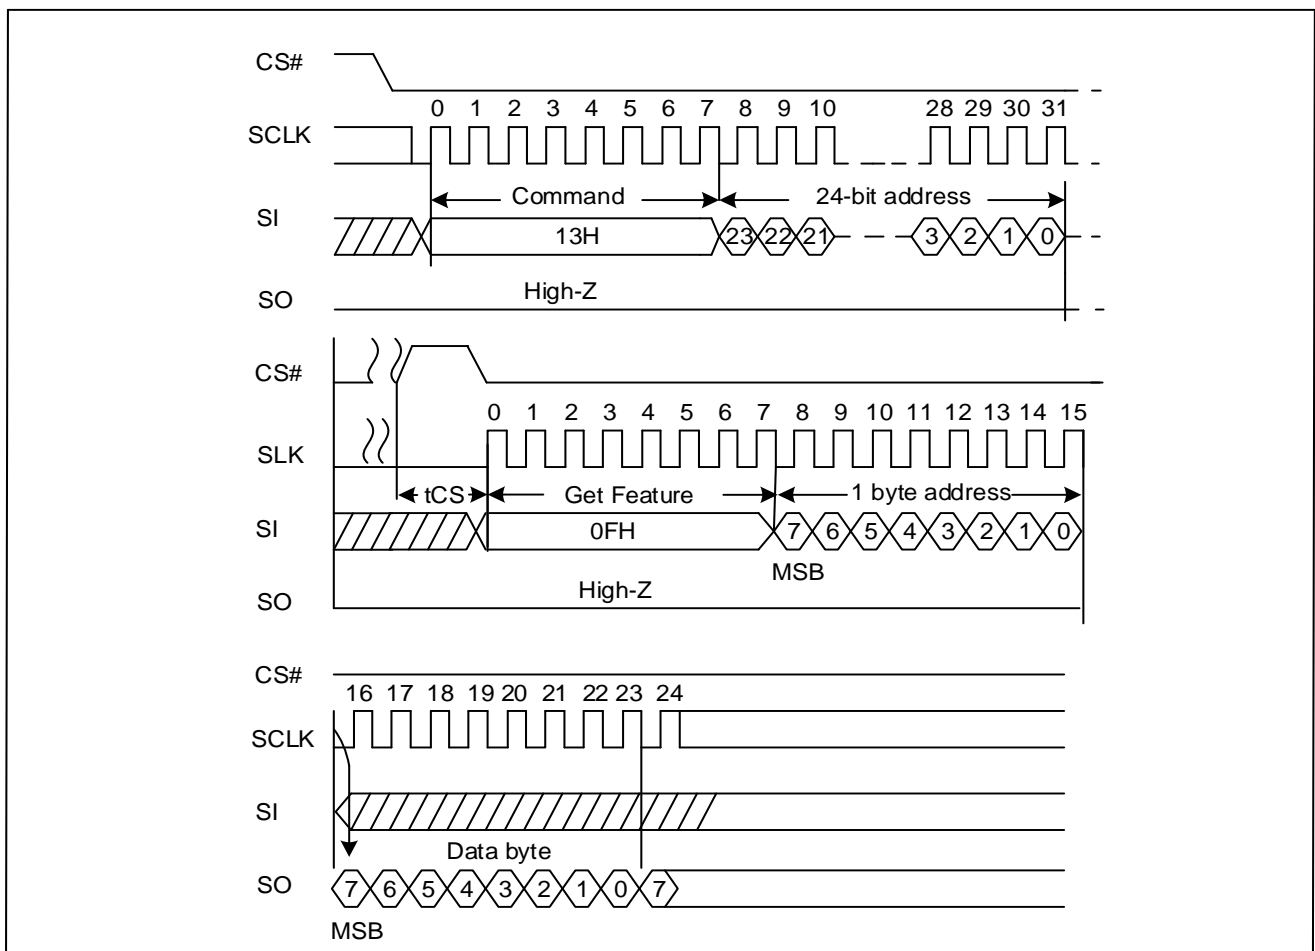 CS#
0 1 2 3 4 5 6 7 8 9 10 28 29 30 31
SCLK
Command 24-bit address
SI
13H 23 22 21 3 2 1 0
High-Z
SO
CS#
0 1 2 3 4 5 6 7 8 9 10 11 12 13 14 15
SLK
tCS Get Feature 1 byte address
SI 0FH 7 6 5 4 3 2 1 0
MSB
High-Z
SO
CS#
16 17 18 19 20 21 22 23 24
SCLK
SI
Data byte
SO 7 6 5 4 3 2 1 0 7
MSB